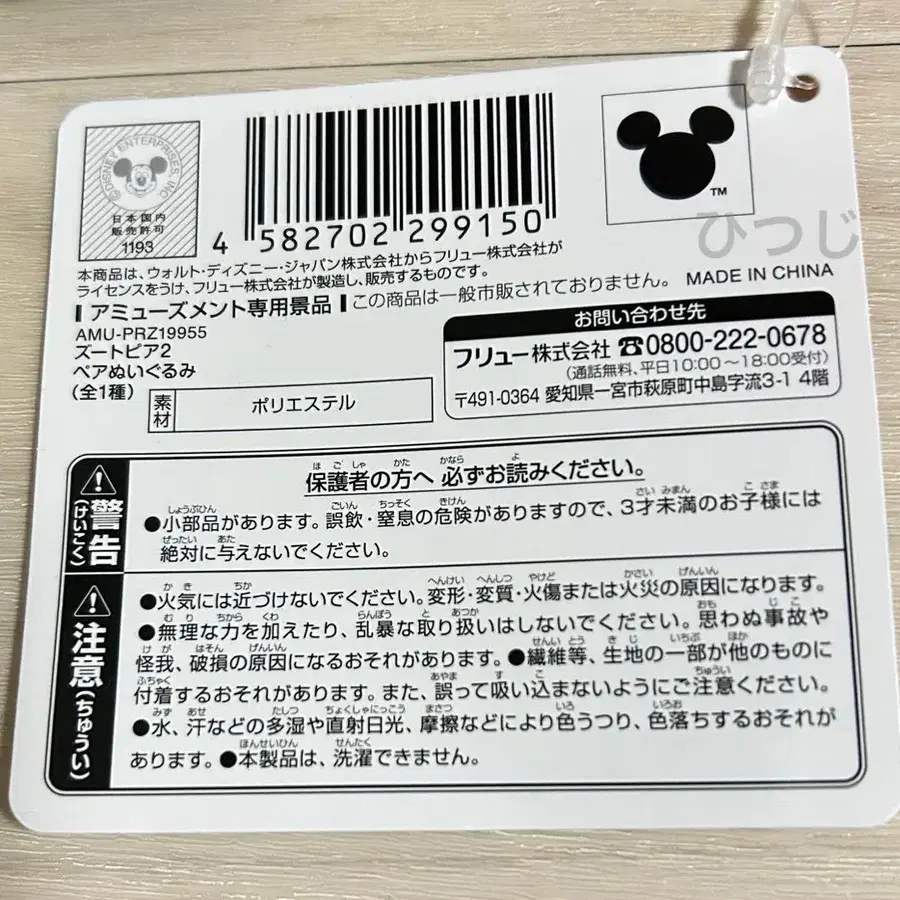 ©DISNEY ENTERPRISES, INC
日本国内
販売許可
1193
4 582702 299150
TM
ひつじ
本商品は、ウォルト・ディズニー・ジャパン株式会社からフリュー株式会社が
ライセンスをうけ、フリュー株式会社が製造し、販売するものです。
MADE IN CHINA
アミューズメント専用景品 この商品は一般市販されておりません。
AMU-PRZ19955
ズートピア2
ペアぬいぐるみ
(全1種)
素材
ポリエステル
お問い合わせ先
フリュー株式会社 ☎0800-222-0678
(通話無料、平日10:00~18:00受付)
〒491-0364 愛知県一宮市萩原町中島字流3-1 4階
警告
(けいこく)
ほごしゃ かた かなら よ
保護者の方へ 必ずお読みください。
しょうぶひん ごいん ちっそく きけん さい みまん こ さま
●小部品があります。誤飲・窒息の危険がありますので、3才未満のお子様には
ぜったい あた
絶対に与えないでください。
注意
(ちゅうい)
かき ちか へんけい へんしつ やけど かさい げんいん
●火気には近づけないでください。変形・変質・火傷または火災の原因になります。
むり ちから くわ らんぼう と あつか おも じこ
●無理な力を加えたり、乱暴な取り扱いはしないでください。思わぬ事故や
けが はそん げんいん せんい とう きじ いちぶ ほか
怪我、破損の原因になるおそれがあります。●繊維等、生地の一部が他のものに
ふちゃく あやま す こ ちゅうい
付着するおそれがあります。また、誤って吸い込まないようにご注意ください。
みず あせ たしつ ちょくしゃにっこう まさつ いろ いろお
●水、汗などの多湿や直射日光、摩擦などにより色うつり、色落ちするおそれが
ほんせいひん せんたく
あります。●本製品は、洗濯できません。